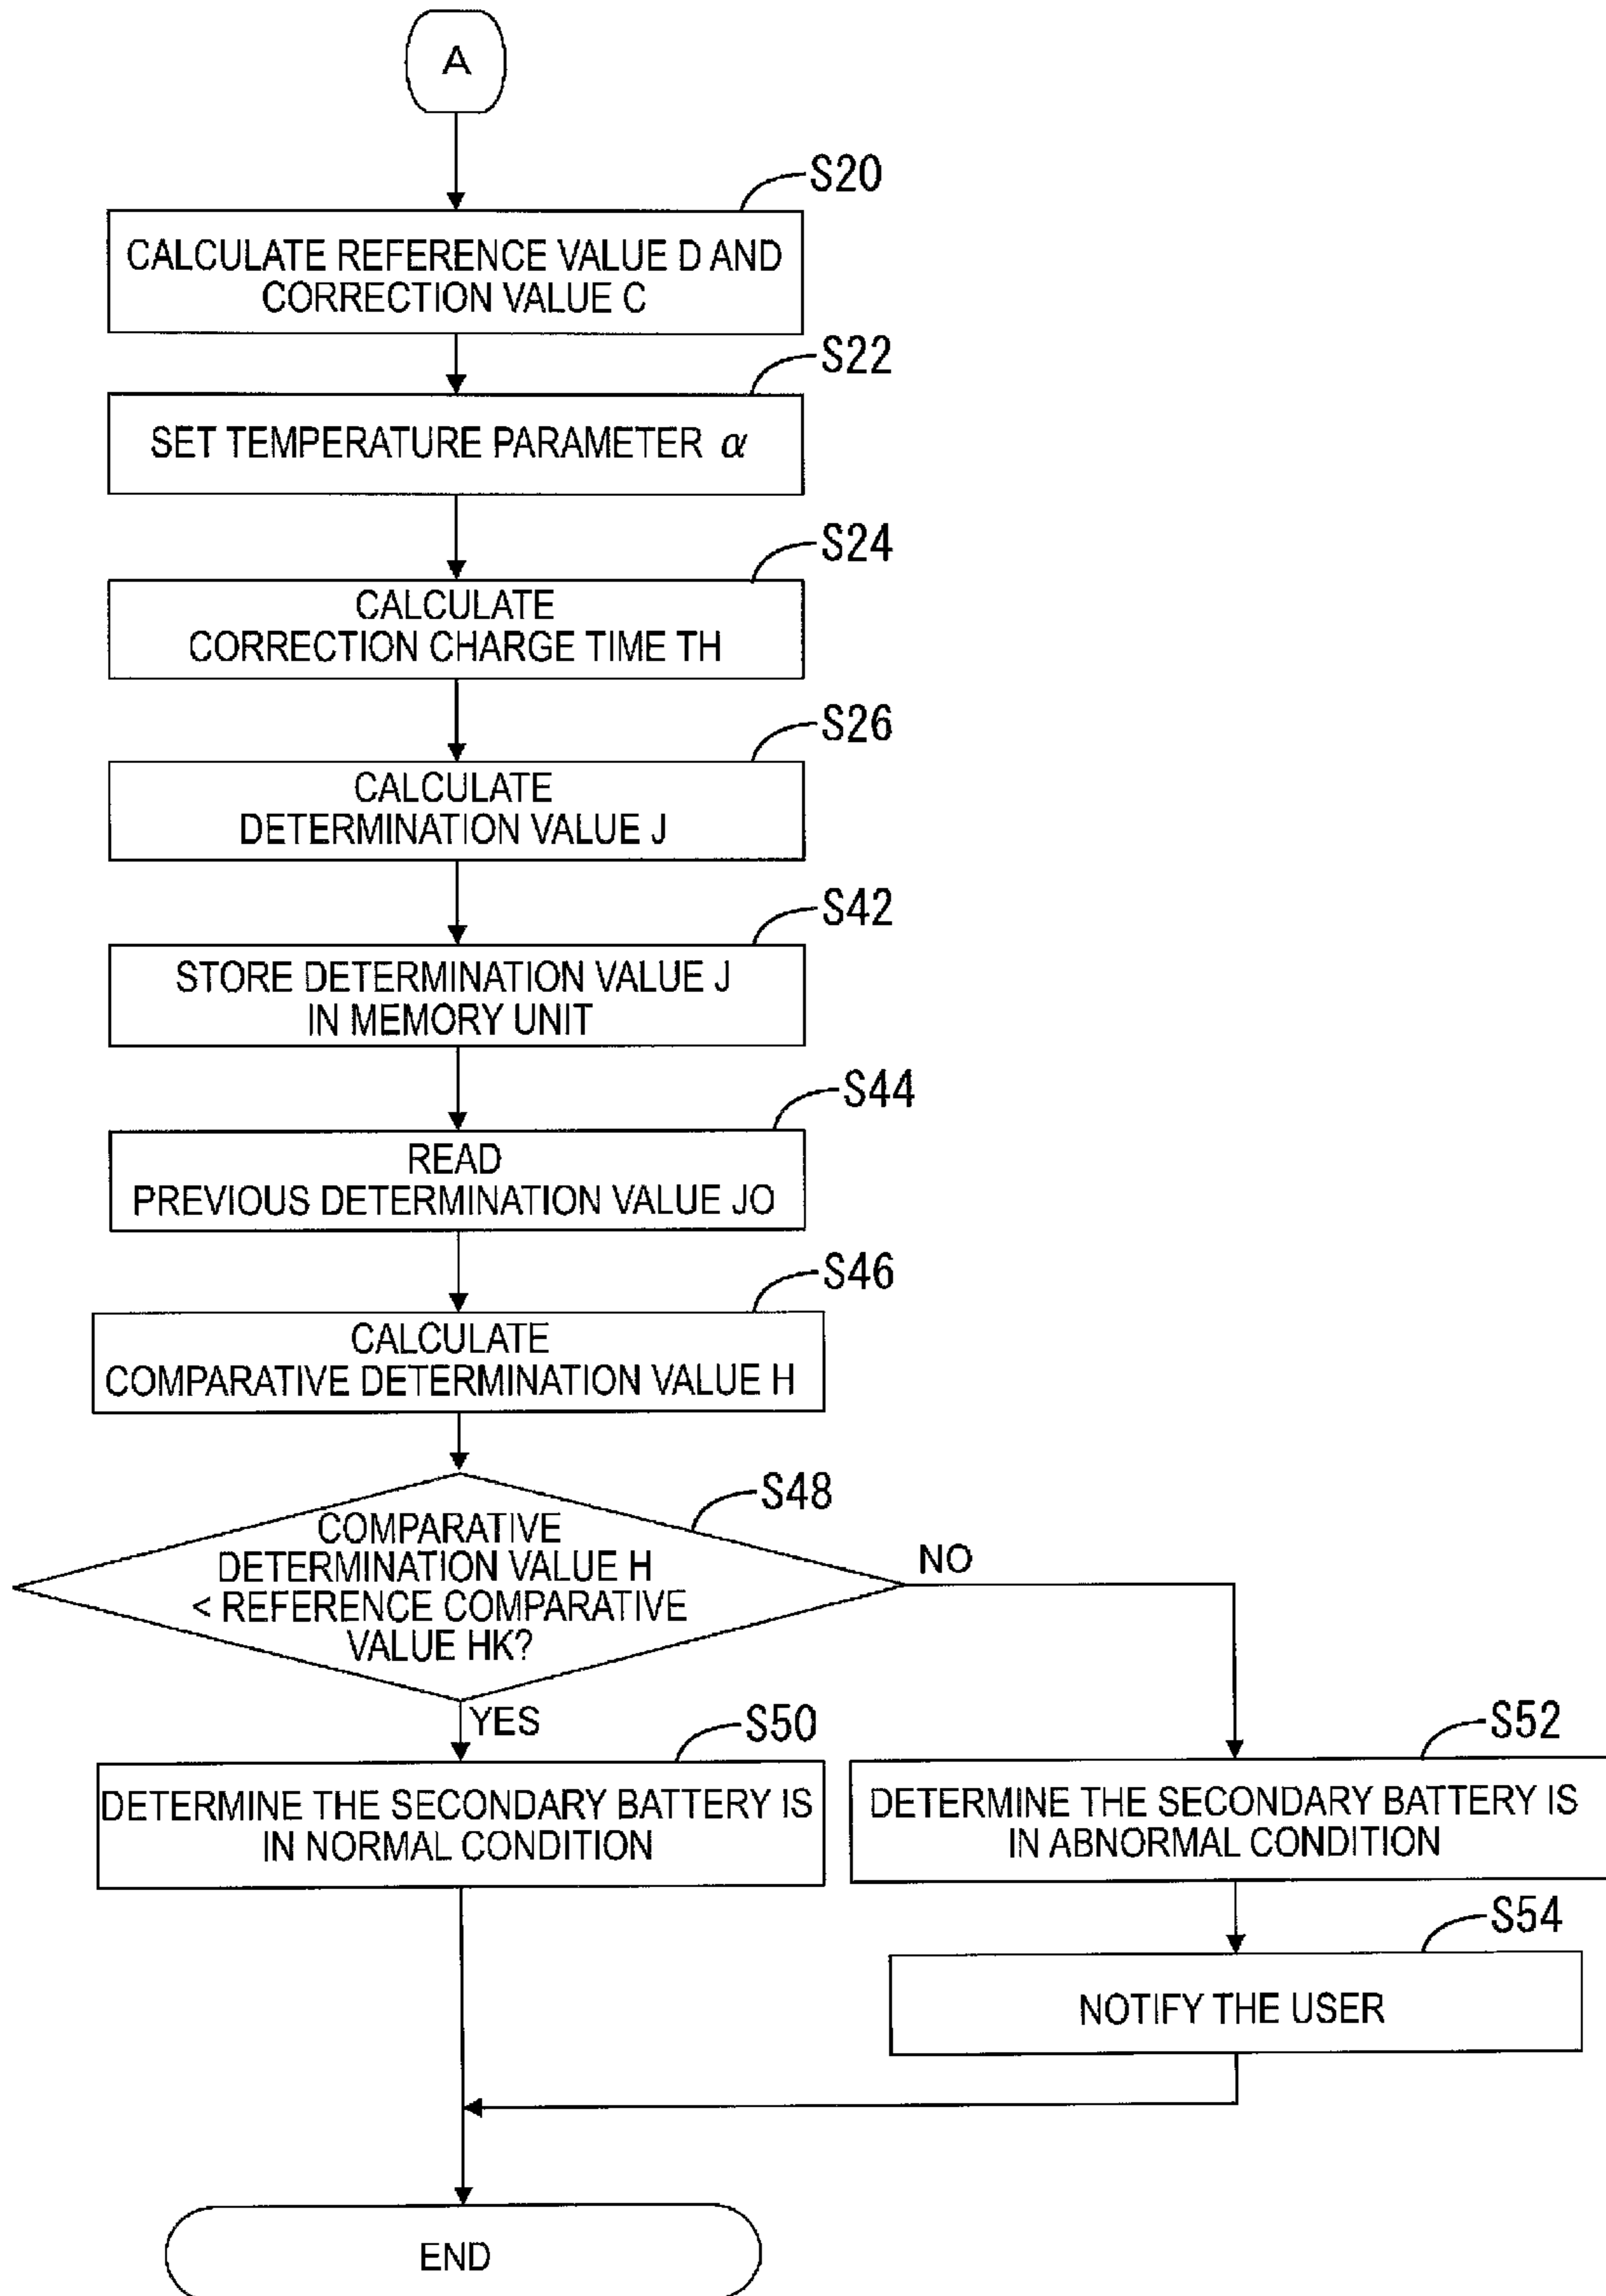 A
S20
CALCULATE REFERENCE VALUE D AND
CORRECTION VALUE C
S22
SET TEMPERATURE PARAMETER α
S24
CALCULATE
CORRECTION CHARGE TIME TH
S26
CALCULATE
DETERMINATION VALUE J
S42
STORE DETERMINATION VALUE J
IN MEMORY UNIT
S44
READ
PREVIOUS DETERMINATION VALUE JO
S46
CALCULATE
COMPARATIVE DETERMINATION VALUE H
S48
COMPARATIVE
DETERMINATION VALUE H
< REFERENCE COMPARATIVE
VALUE HK?
NO
YES
S50
DETERMINE THE SECONDARY BATTERY IS
IN NORMAL CONDITION
S52
DETERMINE THE SECONDARY BATTERY IS
IN ABNORMAL CONDITION
S54
NOTIFY THE USER
END